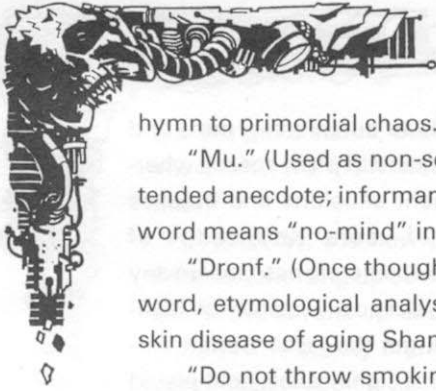 hymn to primordial chaos.
"Mu." (Used as non-se
tended anecdote; informan
word means "no-mind" in
"Dronf." (Once though
word, etymological analys
skin disease of aging Shan
"Do not throw smokin